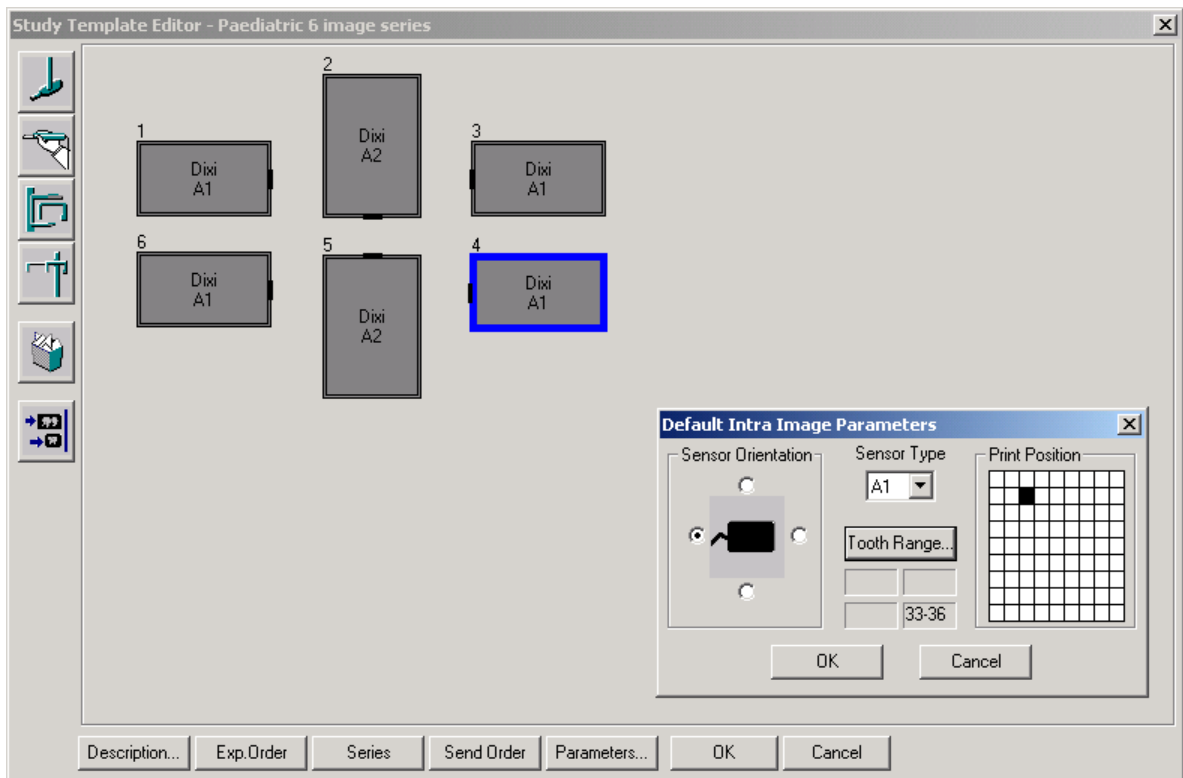 Study Template Editor - Paediatric 6 image series
2
Dixi
A2
1
Dixi
A1
3
Dixi
A1
6
Dixi
A1
5
Dixi
A2
4
Dixi
A1
Default Intra Image Parameters
Sensor Orientation
Sensor Type
Print Position
A1
Tooth Range...
33-36
OK
Cancel
Description...
Exp.Order
Series
Send Order
Parameters...
OK
Cancel